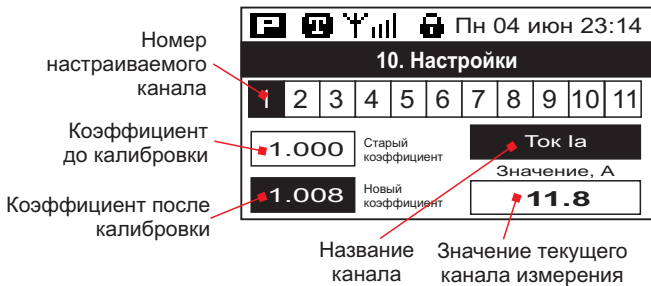 P T Пн 04 июн 23:14
10. Настройки
1 2 3 4 5 6 7 8 9 10 11
Номер
настраиваемого
канала
Коэффициент
до калибровки
1.000
Старый
коэффициент
Ток Ia
Значение, А
Коэффициент после
калибровки
1.008
Новый
коэффициент
11.8
Название
канала
Значение текущего
канала измерения